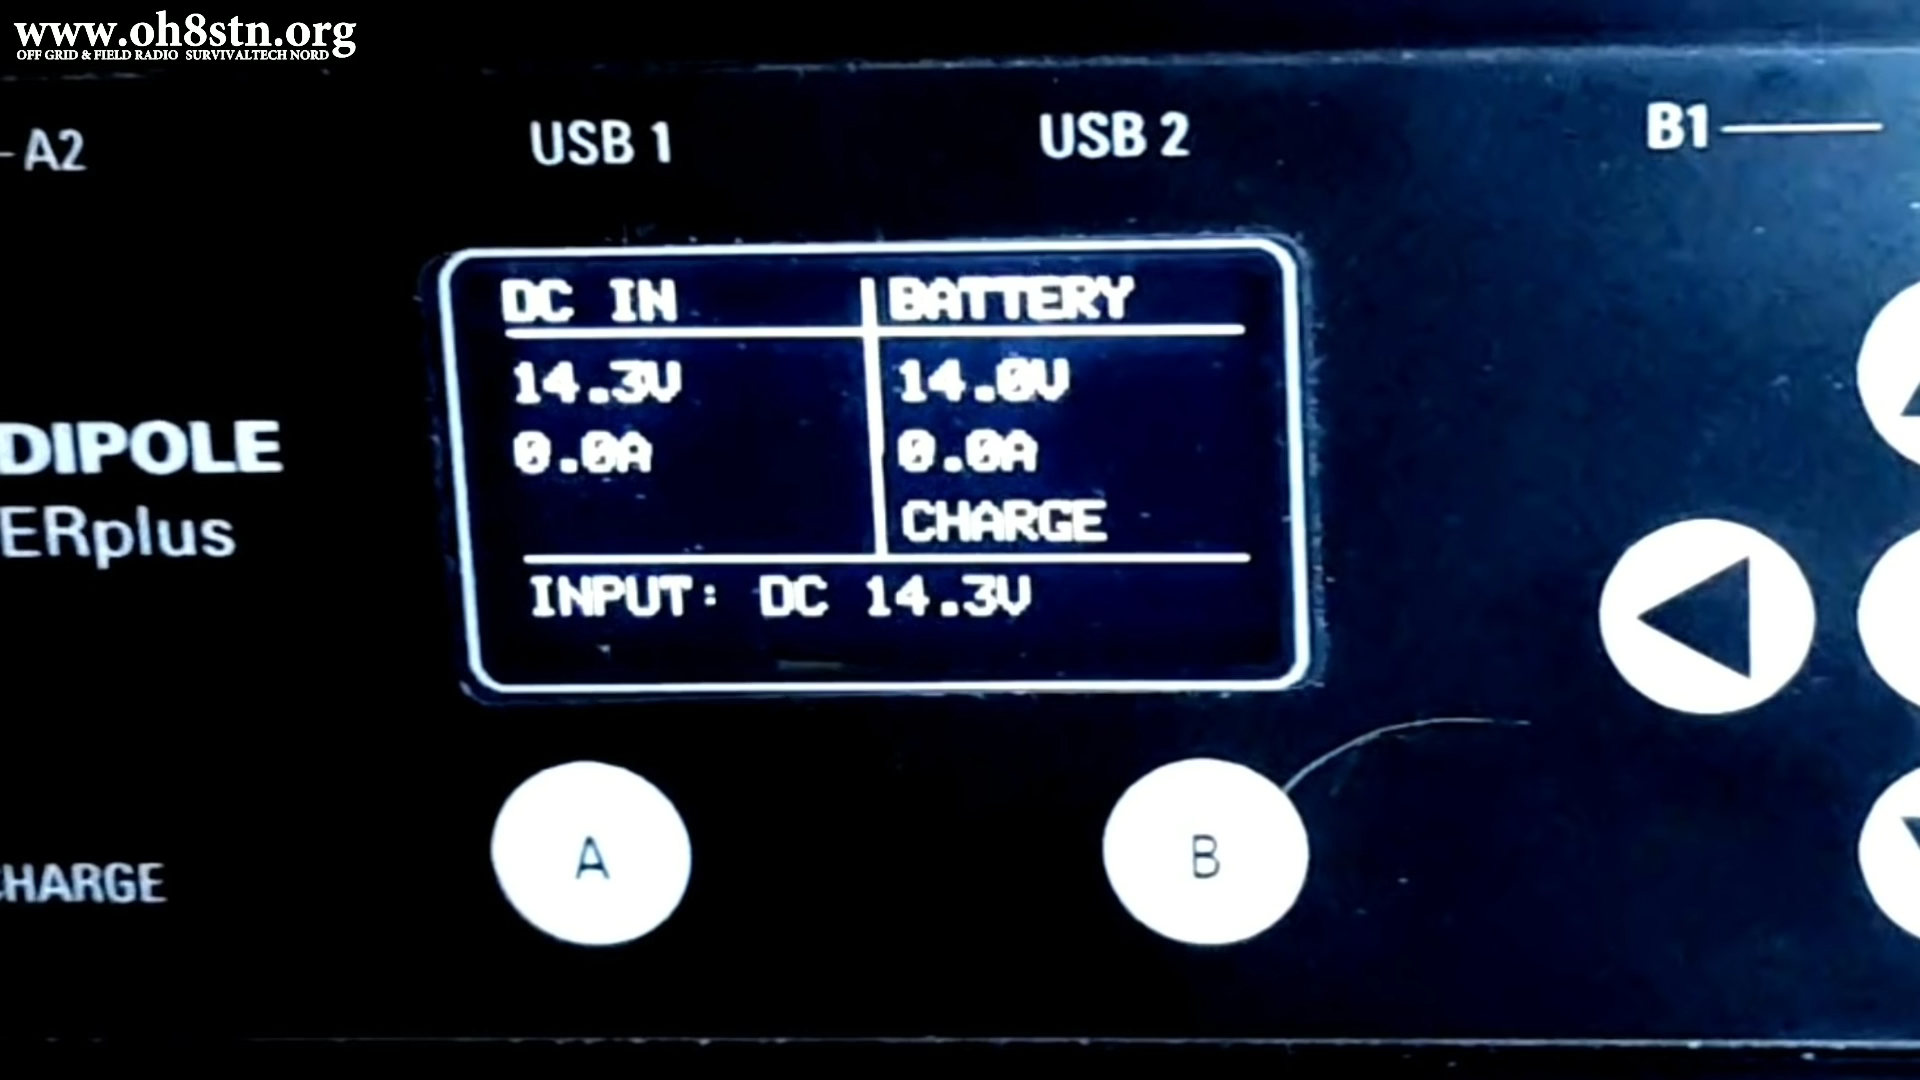 www.oh8stn.org
OFF GRID & FIELD RADIO SURVIVALTECH NORD
A2
USB 1
USB 2
B1
DC IN
BATTERY
14.3V
14.0V
0.0A
0.0A
CHARGE
INPUT: DC 14.3V
DIPOLE
ERplus
HARGE
A
B